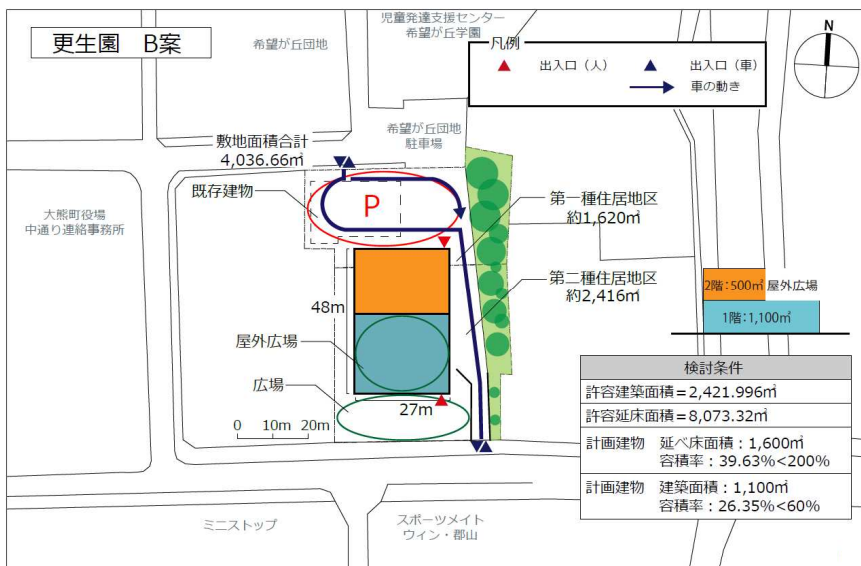 更生園 B案
希望が丘団地
児童発達支援センター
希望が丘学園
凡例
出入口（人）
出入口（車）
車の動き
N
敷地面積合計
4,036.66㎡
希望が丘団地
駐車場
既存建物
P
大熊町役場
中通り連絡事務所
第一種住居地区
約1,620㎡
第二種住居地区
約2,416㎡
48m
屋外広場
広場
27m
0 10m 20m
2階：500㎡ 屋外広場
1階：1,100㎡
検討条件
許容建築面積＝2,421.996㎡
許容延床面積＝8,073.32㎡
計画建物 延べ床面積：1,600㎡
容積率：39.63%<200%
計画建物 建築面積：1,100㎡
容積率：26.35%<60%
ミニストップ
スポーツメイト
ウィン・郡山